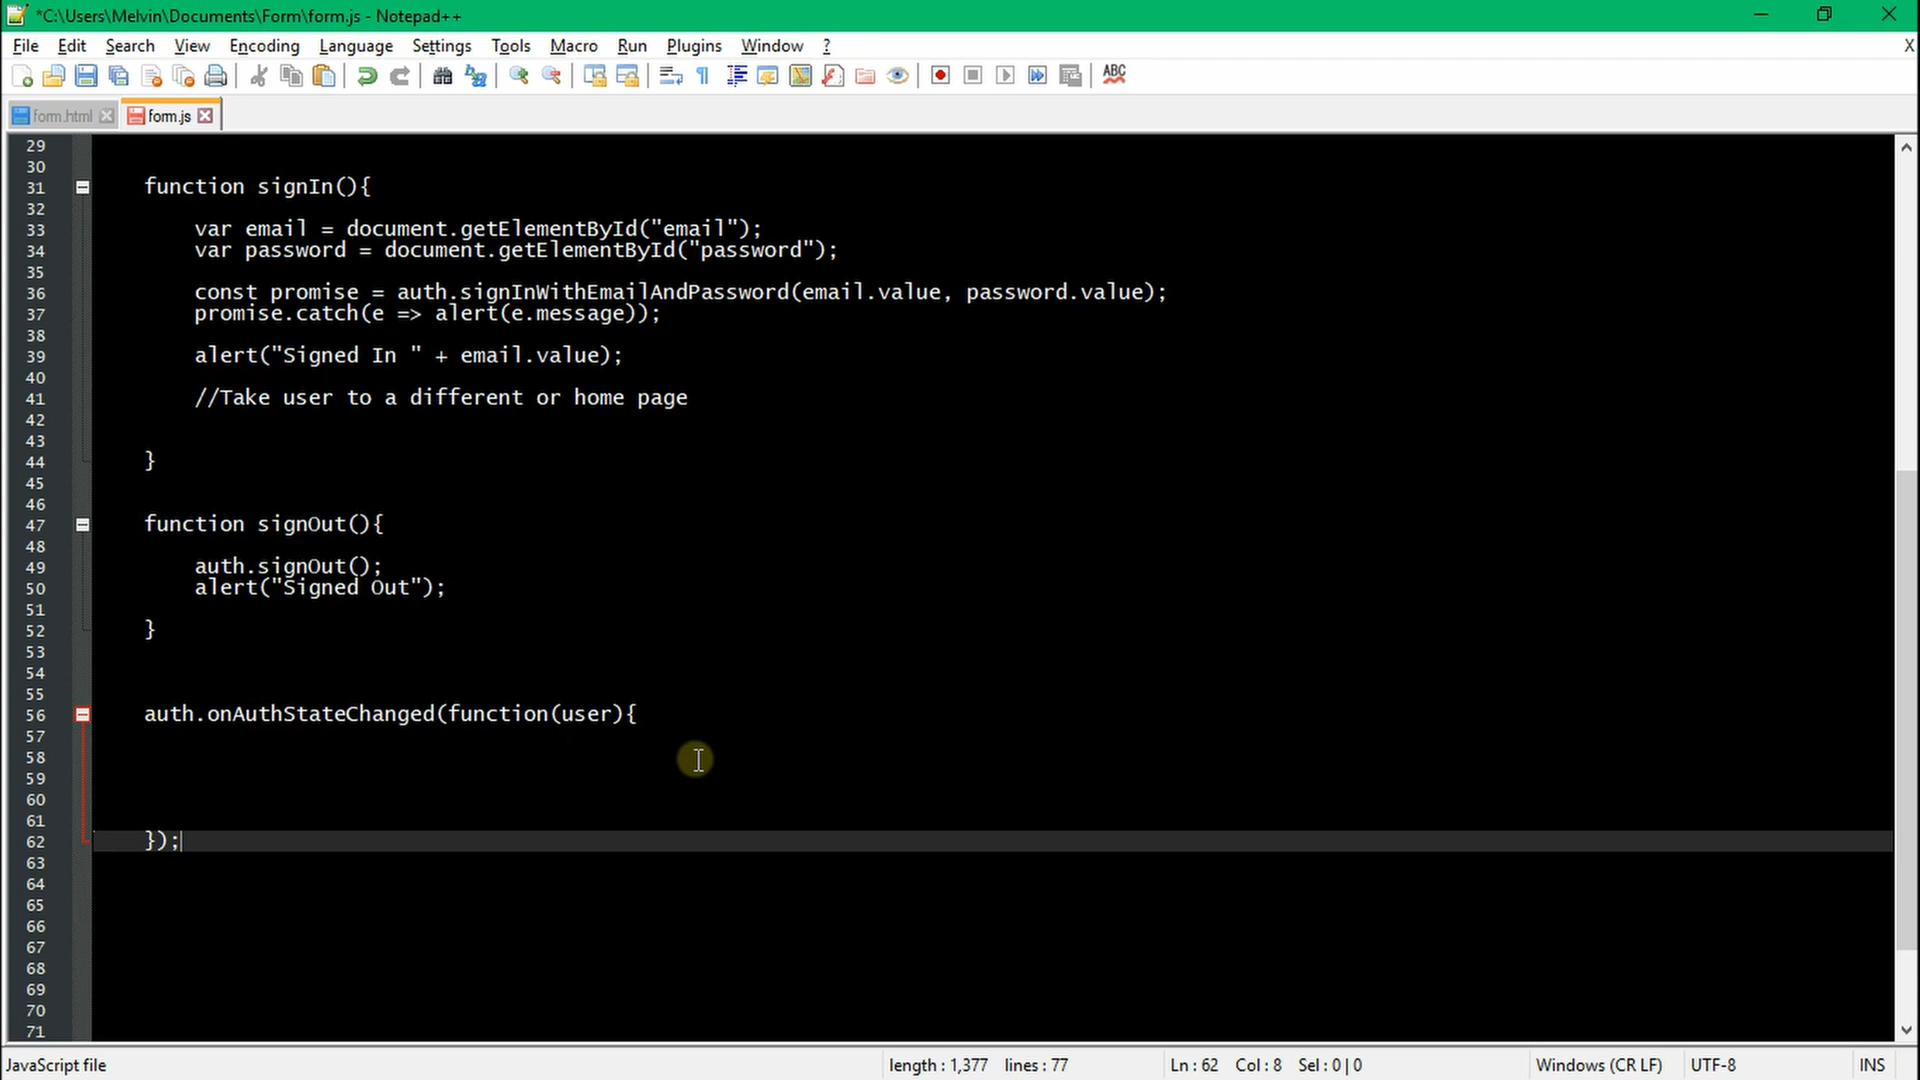 *C:\Users\Melvin\Documents\Form\form.js - Notepad++
File Edit Search View Encoding Language Settings Tools Macro Run Plugins Window ? X
ABC
form.html form.js
29
30
31 function signIn(){
32
33 var email = document.getElementById("email");
34 var password = document.getElementById("password");
35
36 const promise = auth.signInWithEmailAndPassword(email.value, password.value);
37 promise.catch(e => alert(e.message));
38
39 alert("Signed In " + email.value);
40
41 //Take user to a different or home page
42
43
44 }
45
46
47 function signOut(){
48
49 auth.signOut();
50 alert("Signed Out");
51
52 }
53
54
55
56 auth.onAuthStateChanged(function(user){
57
58
59
60
61
62 });
63
64
65
66
67
68
69
70
71
JavaScript file length : 1,377 lines : 77 Ln : 62 Col : 8 Sel : 0 | 0 Windows (CR LF) UTF-8 INS